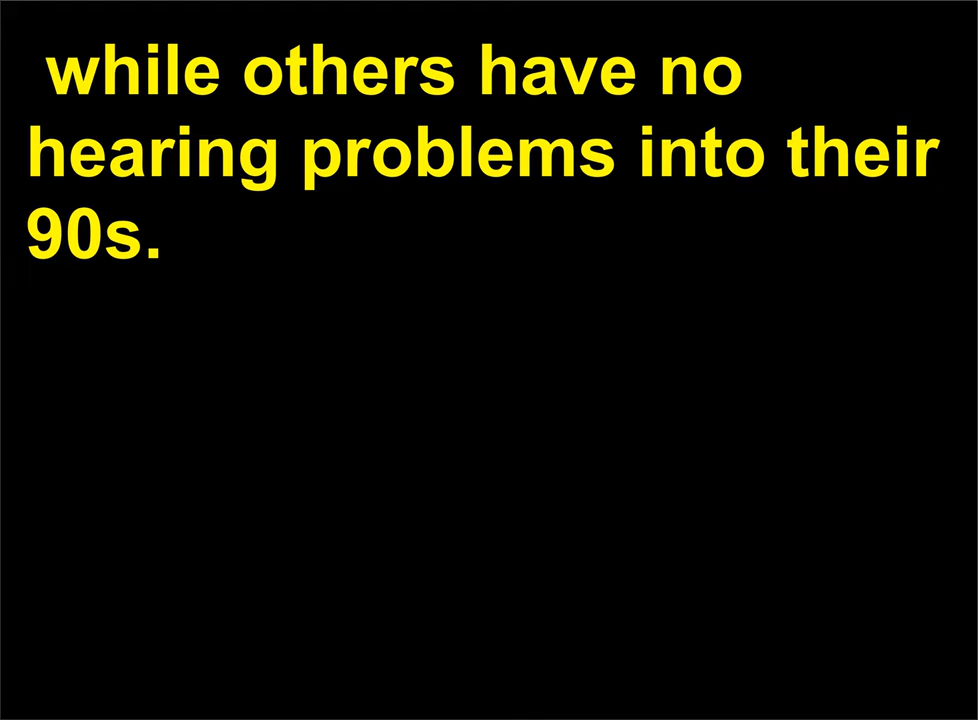 while others have no
hearing problems into their
90s.